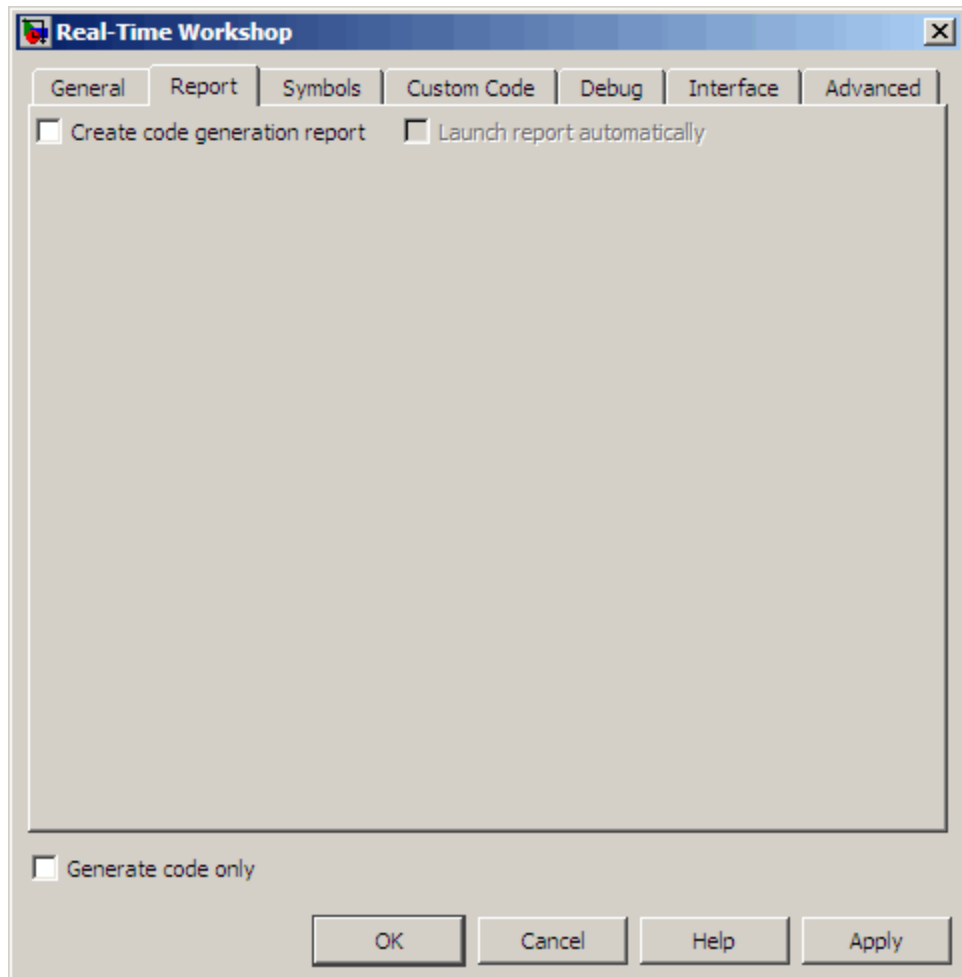 Real-Time Workshop
General Report Symbols Custom Code Debug Interface Advanced
Create code generation report Launch report automatically
Generate code only
OK Cancel Help Apply